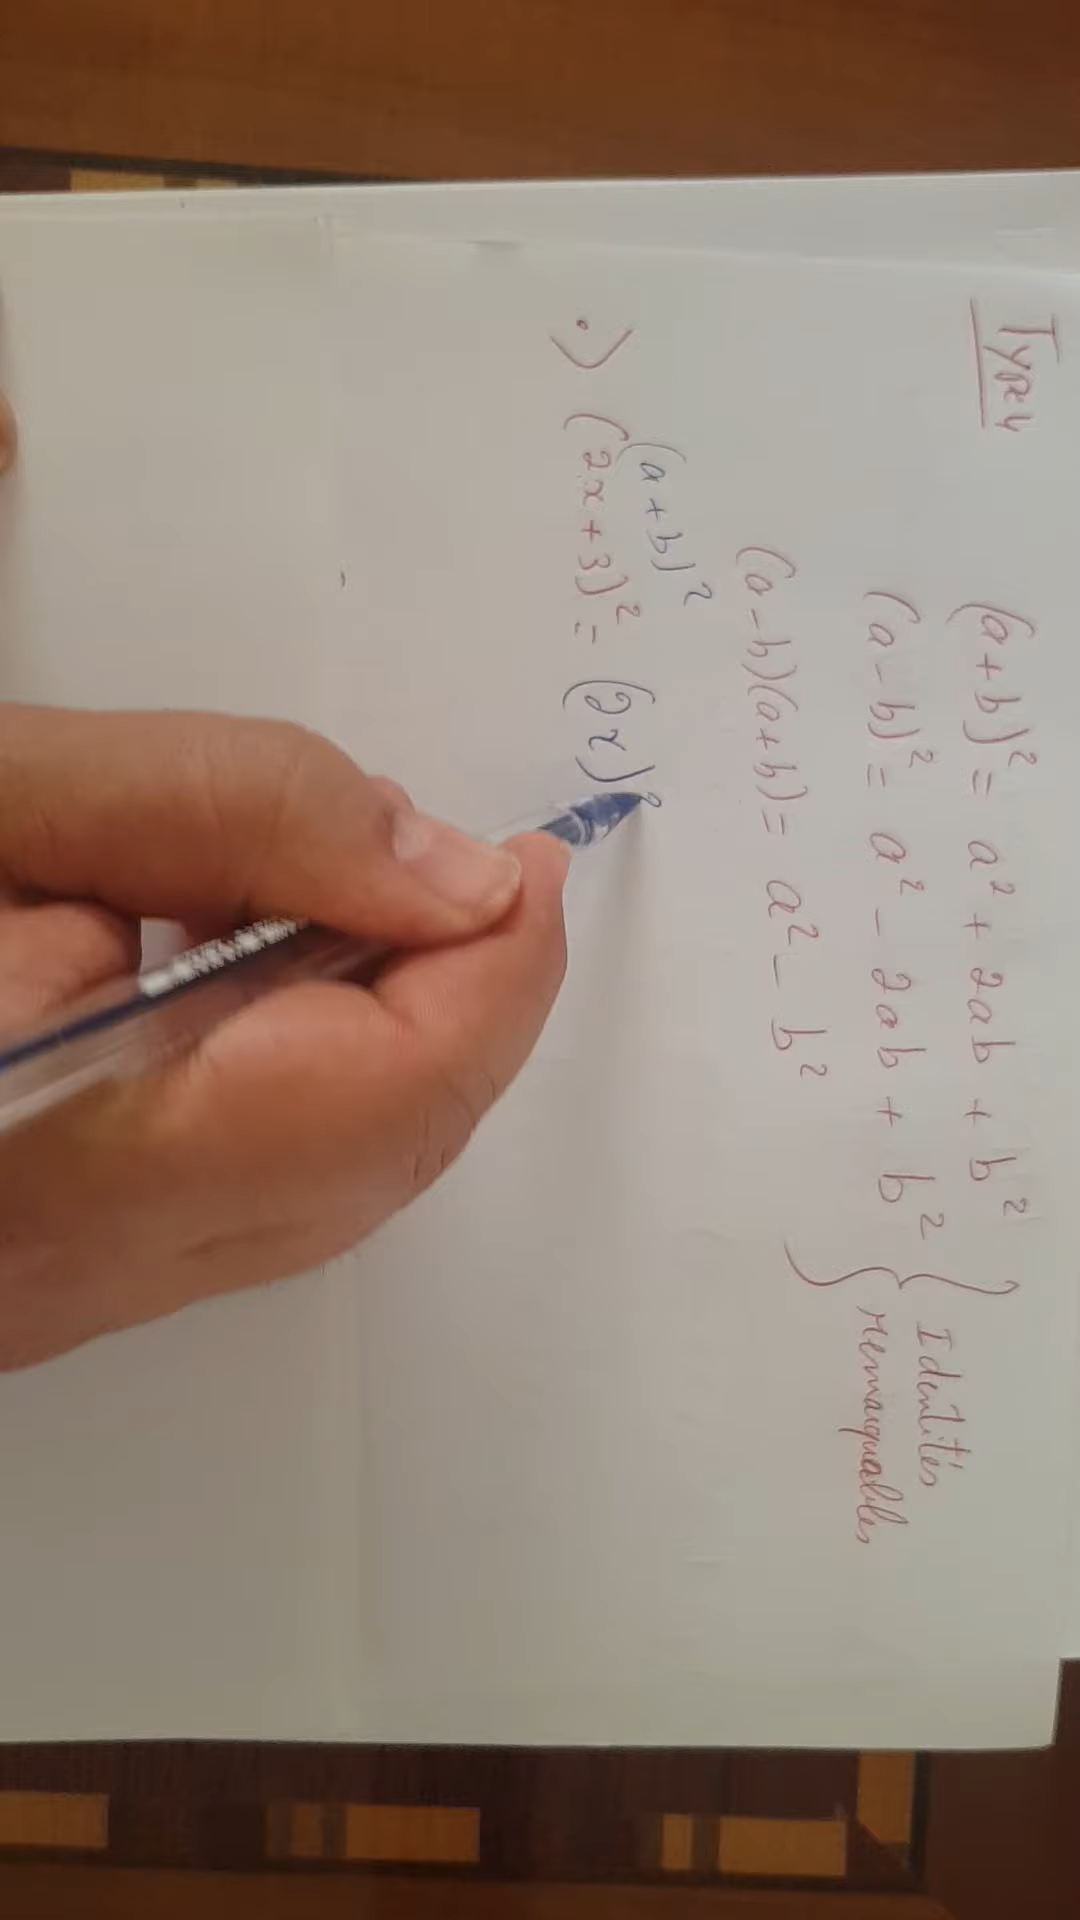 Type 4
(a+b)² = a² + 2ab + b²
(a-b)² = a² - 2ab + b²
(a-b)(a+b) = a² - b²
} Identités
remarquables
(a+b)²
•) (2x+3)² = (2x)²